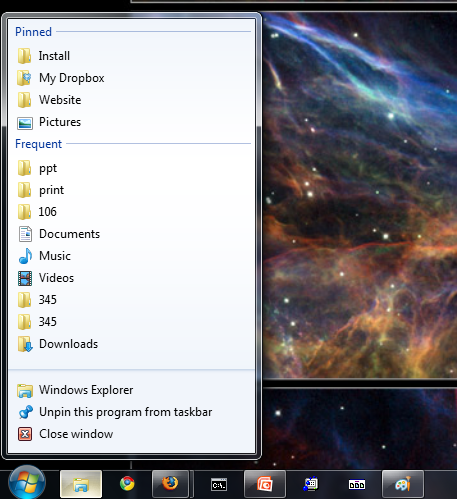 Pinned
Install
My Dropbox
Website
Pictures
Frequent
ppt
print
106
Documents
Music
Videos
345
345
Downloads
Windows Explorer
Unpin this program from taskbar
Close window
C:\.